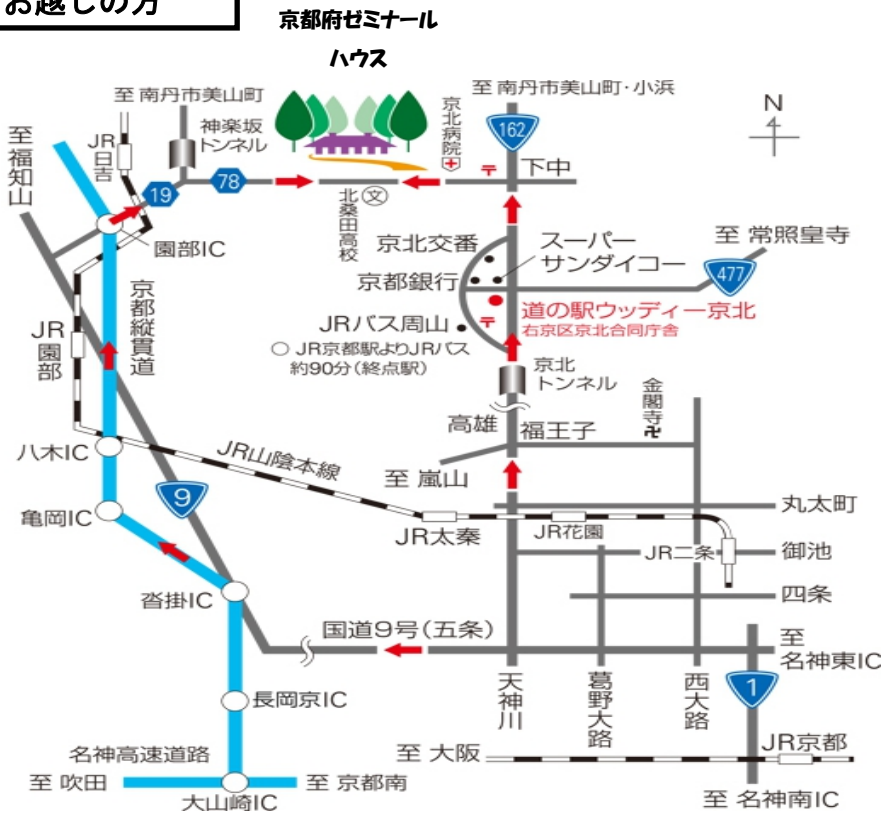 お越しの方
京都府ゼミナール
ハウス
至 南丹市美山町
至 南丹市美山町・小浜
至 福知山
JR日吉
神楽坂
トンネル
京北病院
162
N
下中
19
78
北桑田高校
文
園部IC
京北交番
スーパー
サンダイコー
至 常照皇寺
477
京都銀行
道の駅ウッディー京北
右京区京北合同庁舎
JRバス周山
〇 JR京都駅よりJRバス
約90分(終点駅)
京都縦貫道
JR園部
京北
トンネル
金閣寺
高雄
福王子
至 嵐山
八木IC
JR山陰本線
9
亀岡IC
丸太町
JR太秦
JR花園
JR二条
御池
沓掛IC
四条
国道9号(五条)
至
名神東IC
1
天神川
葛野大路
西大路
長岡京IC
名神高速道路
至 大阪
JR京都
至 吹田
至 京都南
大山崎IC
至 名神南IC